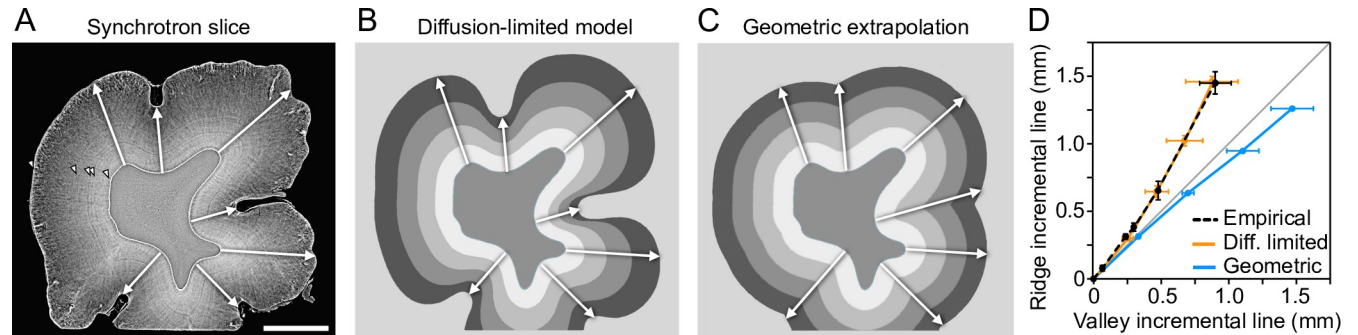 A Synchrotron slice
B Diffusion-limited model
C Geometric extrapolation
D
Ridge incremental line (mm)
1.5
1.0
0.5
0
0 0.5 1.0 1.5
Valley incremental line (mm)
Empirical
Diff. limited
Geometric